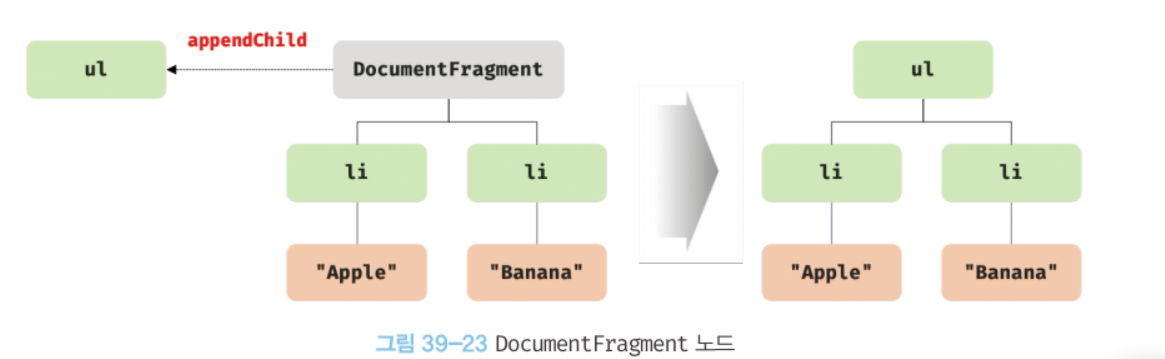 appendChild
ul
DocumentFragment
ul
li
li
li
li
"Apple"
"Banana"
"Apple"
"Banana"
그림 39-23 DocumentFragment 노드